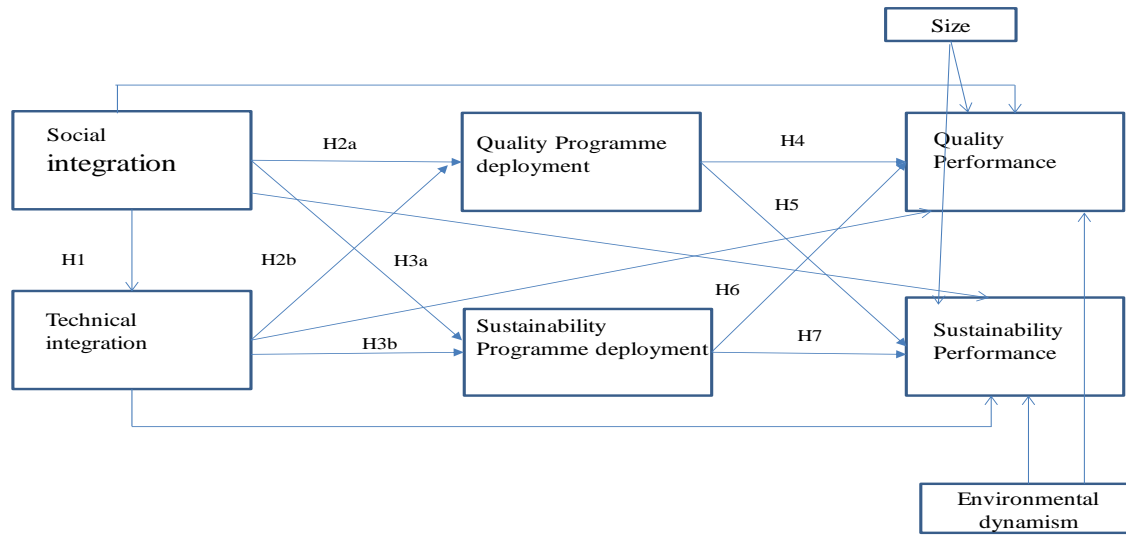 Size
Social
integration
H2a
Quality Programme
deployment
H4
Quality
Performance
H1
H2b
H3a
H5
H6
Technical
integration
H3b
Sustainability
Programme deployment
H7
Sustainability
Performance
Environmental
dynamism